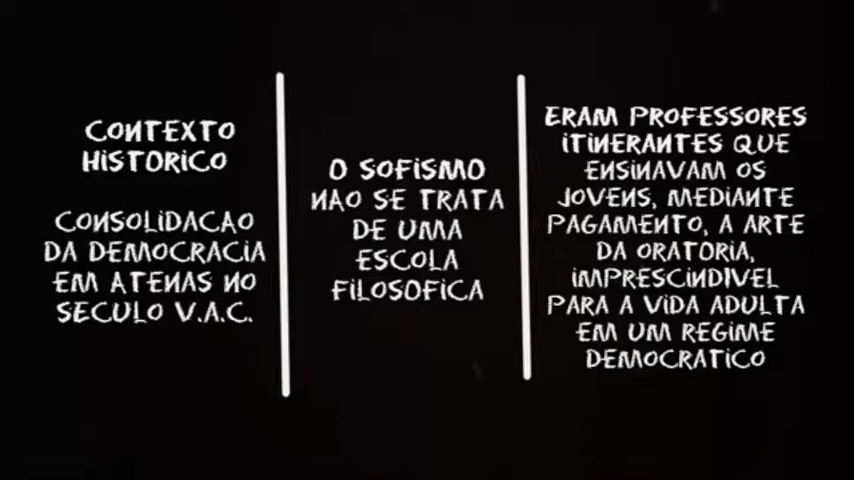 CONTEXTO
HISTORICO
CONSOLIDACAO
DA DEMOCRACIA
EM ATENAS NO
SECULO V.A.C.
O SOFISMO
NAO SE TRATA
DE UMA
ESCOLA
FILOSOFICA
ERAM PROFESSORES
ITINERANTES QUE
ENSINAVAM OS
JOVENS, MEDIANTE
PAGAMENTO, A ARTE
DA ORATORIA,
IMPRESCINDIVEL
PARA A VIDA ADULTA
EM UM REGIME
DEMOCRATICO